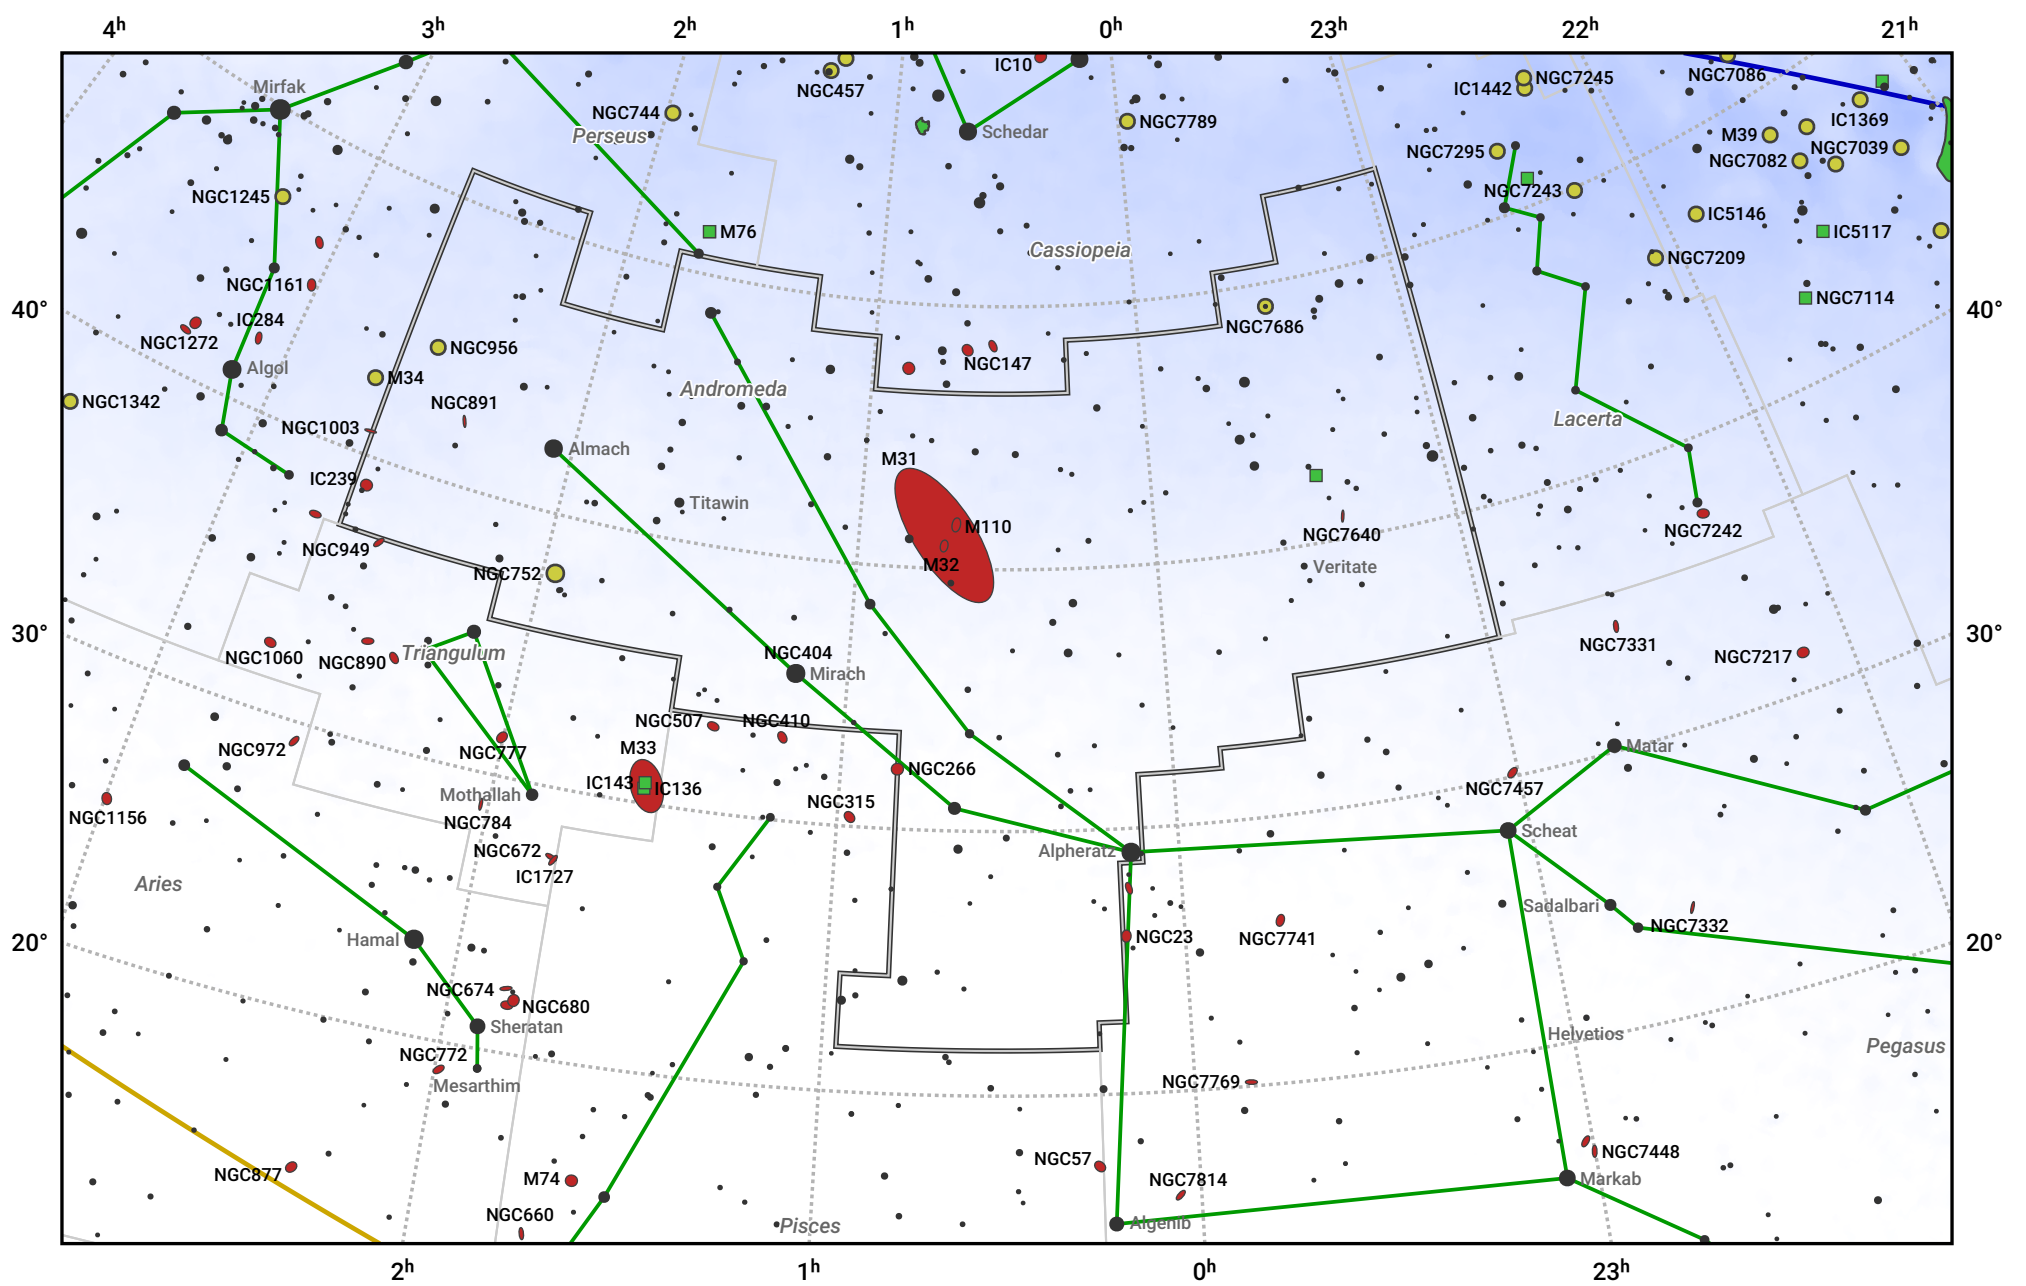 4h 3h 2h 1h 0h 23h 22h 21h
IC10
NGC7245
NGC7086
Mirfak
IC1442
NGC457
NGC744
IC1369
Perseus
Schedar
NGC7789
M39
NGC7039
NGC7295
NGC7082
NGC1245
NGC7243
IC5146
M76
IC5117
Cassiopeia
NGC7209
NGC1161
NGC7114
40°
40°
IC284
NGC7686
NGC1272
NGC956
NGC147
Algol
M34
Andromeda
NGC1342
NGC891
Lacerta
NGC1003
Almach
M31
IC239
Titawin
M110
NGC7640
NGC7242
NGC949
M32
Veritate
NGC752
30°
30°
NGC1060
NGC890
Triangulum
NGC404
Mirach
NGC7331
NGC7217
NGC507
NGC410
NGC972
NGC777
M33
Matar
IC143
IC136
NGC266
Mothallah
NGC7457
NGC1156
NGC784
NGC315
Scheat
NGC672
Alpheratz
IC1727
Aries
Sadalbari
NGC7332
20°
Hamal
NGC23
NGC7741
20°
NGC674
NGC680
Sheratan
Helvetios
Pegasus
NGC772
Mesarthim
NGC7769
NGC877
M74
NGC57
NGC7814
NGC7448
Markab
NGC660
Pisces
Algenib
2h 1h 0h 23h